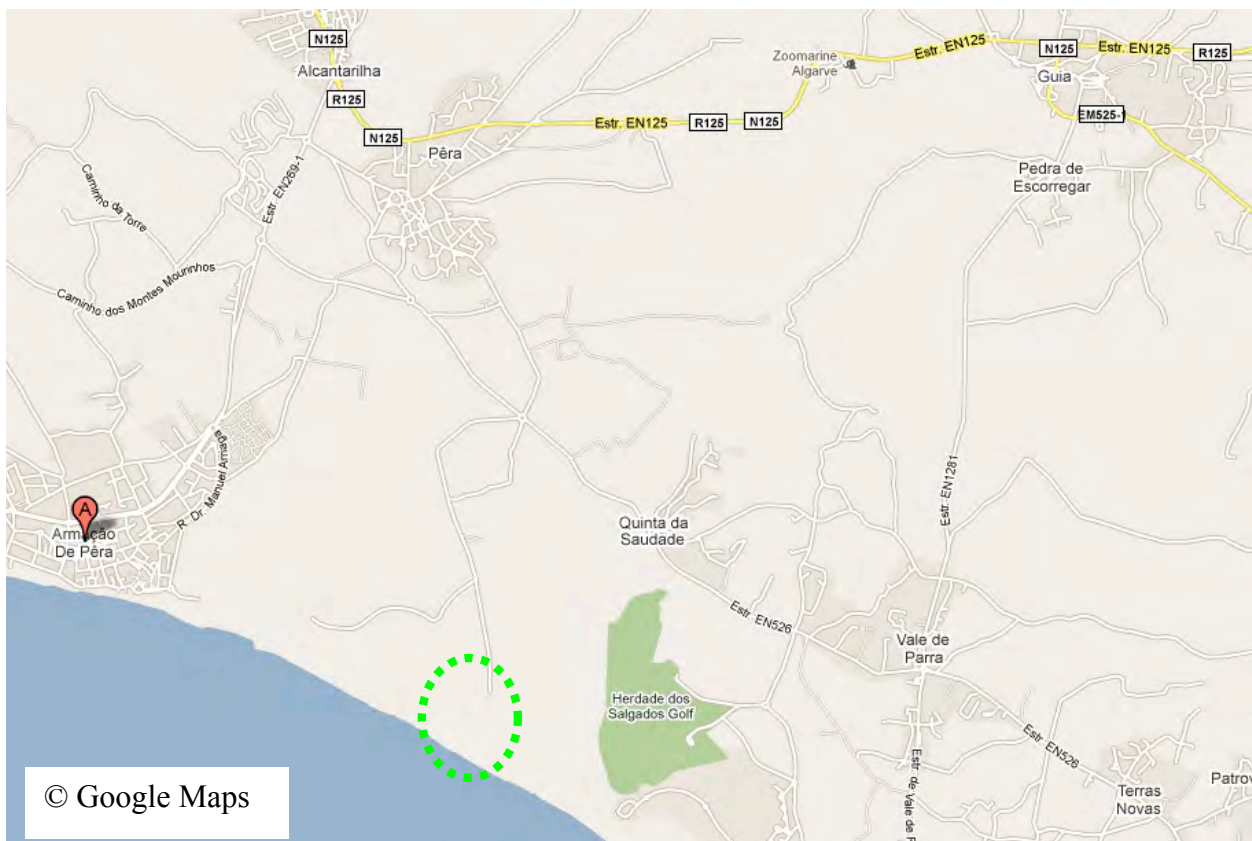 N125
Alcantarilha
R125
N125
Pêra
Estr. EN125
R125
N125
Zoomarine
Algarve
Estr. EN125
N125
Estr. EN125
R125
Guia
EM525-1
Pedra de
Escorregar
Caminho da Torre
Estr. EN269-1
Caminho dos Montes Mourinhos
R. Dr. Manuel Arriaga
A
Armação
De Pêra
Quinta da
Saudade
Estr. EN1281
Estr. EN526
Vale de
Parra
Herdade dos
Salgados Golf
Estr. EN526
Estr de Vale de
Terras
Novas
Patrov
© Google Maps